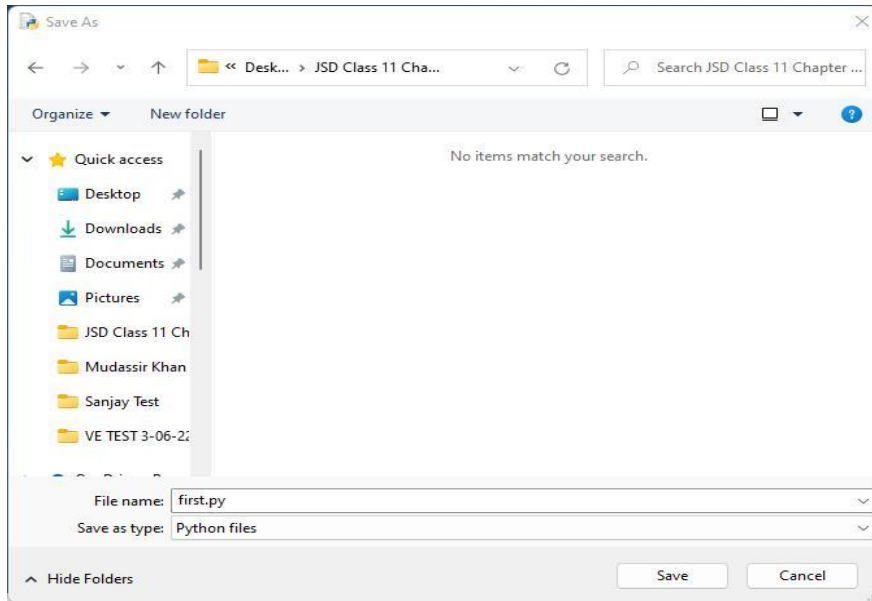 Save As
« Desk... › JSD Class 11 Cha...
Search JSD Class 11 Chapter ...
Organize
New folder
Quick access
Desktop
Downloads
Documents
Pictures
JSD Class 11 Ch
Mudassir Khan
Sanjay Test
VE TEST 3-06-22
No items match your search.
File name: first.py
Save as type: Python files
Hide Folders
Save
Cancel